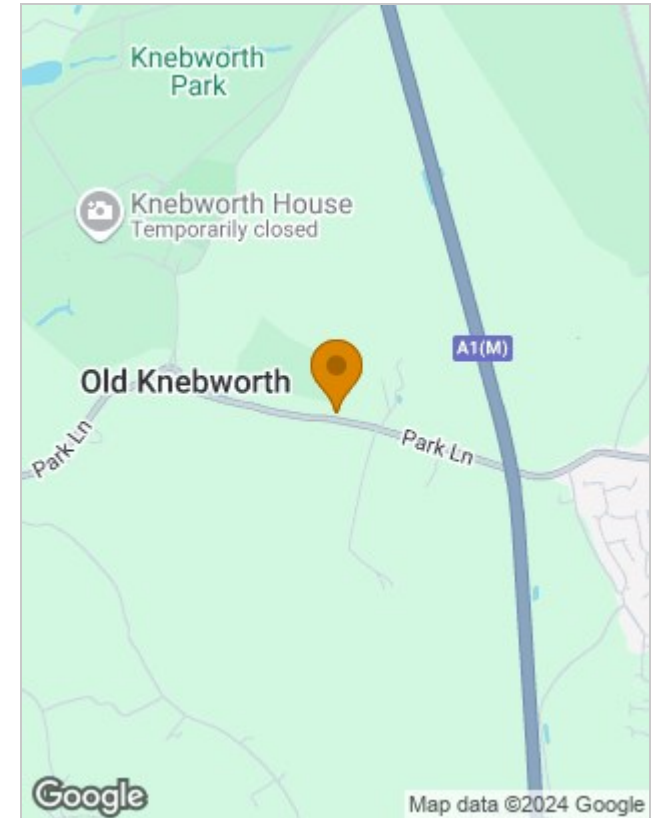 Knebworth
Park
Knebworth House
Temporarily closed
A1(M)
Old Knebworth
Park Ln
Park Ln
Google
Map data ©2024 Google